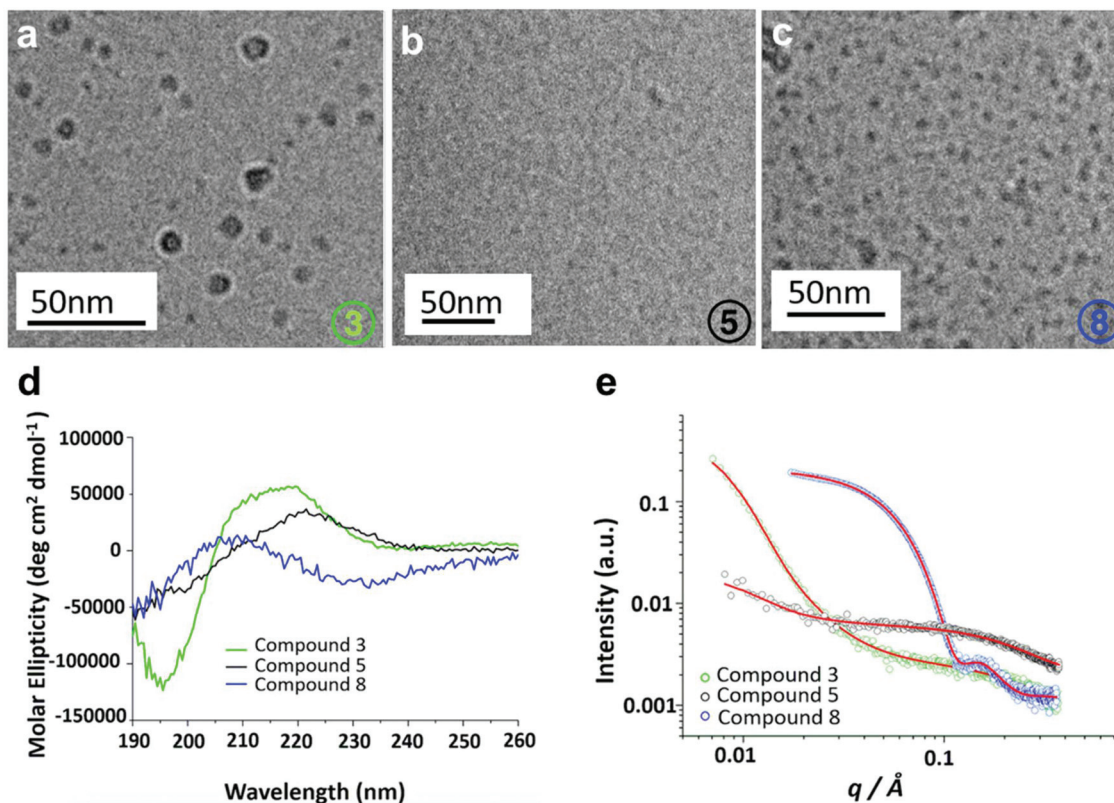 a
b
c
50nm
50nm
50nm
3
5
8
d
e
Molar Ellipticity (deg cm² dmol⁻¹)
100000
50000
0
-50000
-100000
-150000
190 200 210 220 230 240 250 260
Wavelength (nm)
Compound 3
Compound 5
Compound 8
Intensity (a.u.)
0.1
0.01
0.001
0.01 0.1
q / Å
Compound 3
Compound 5
Compound 8